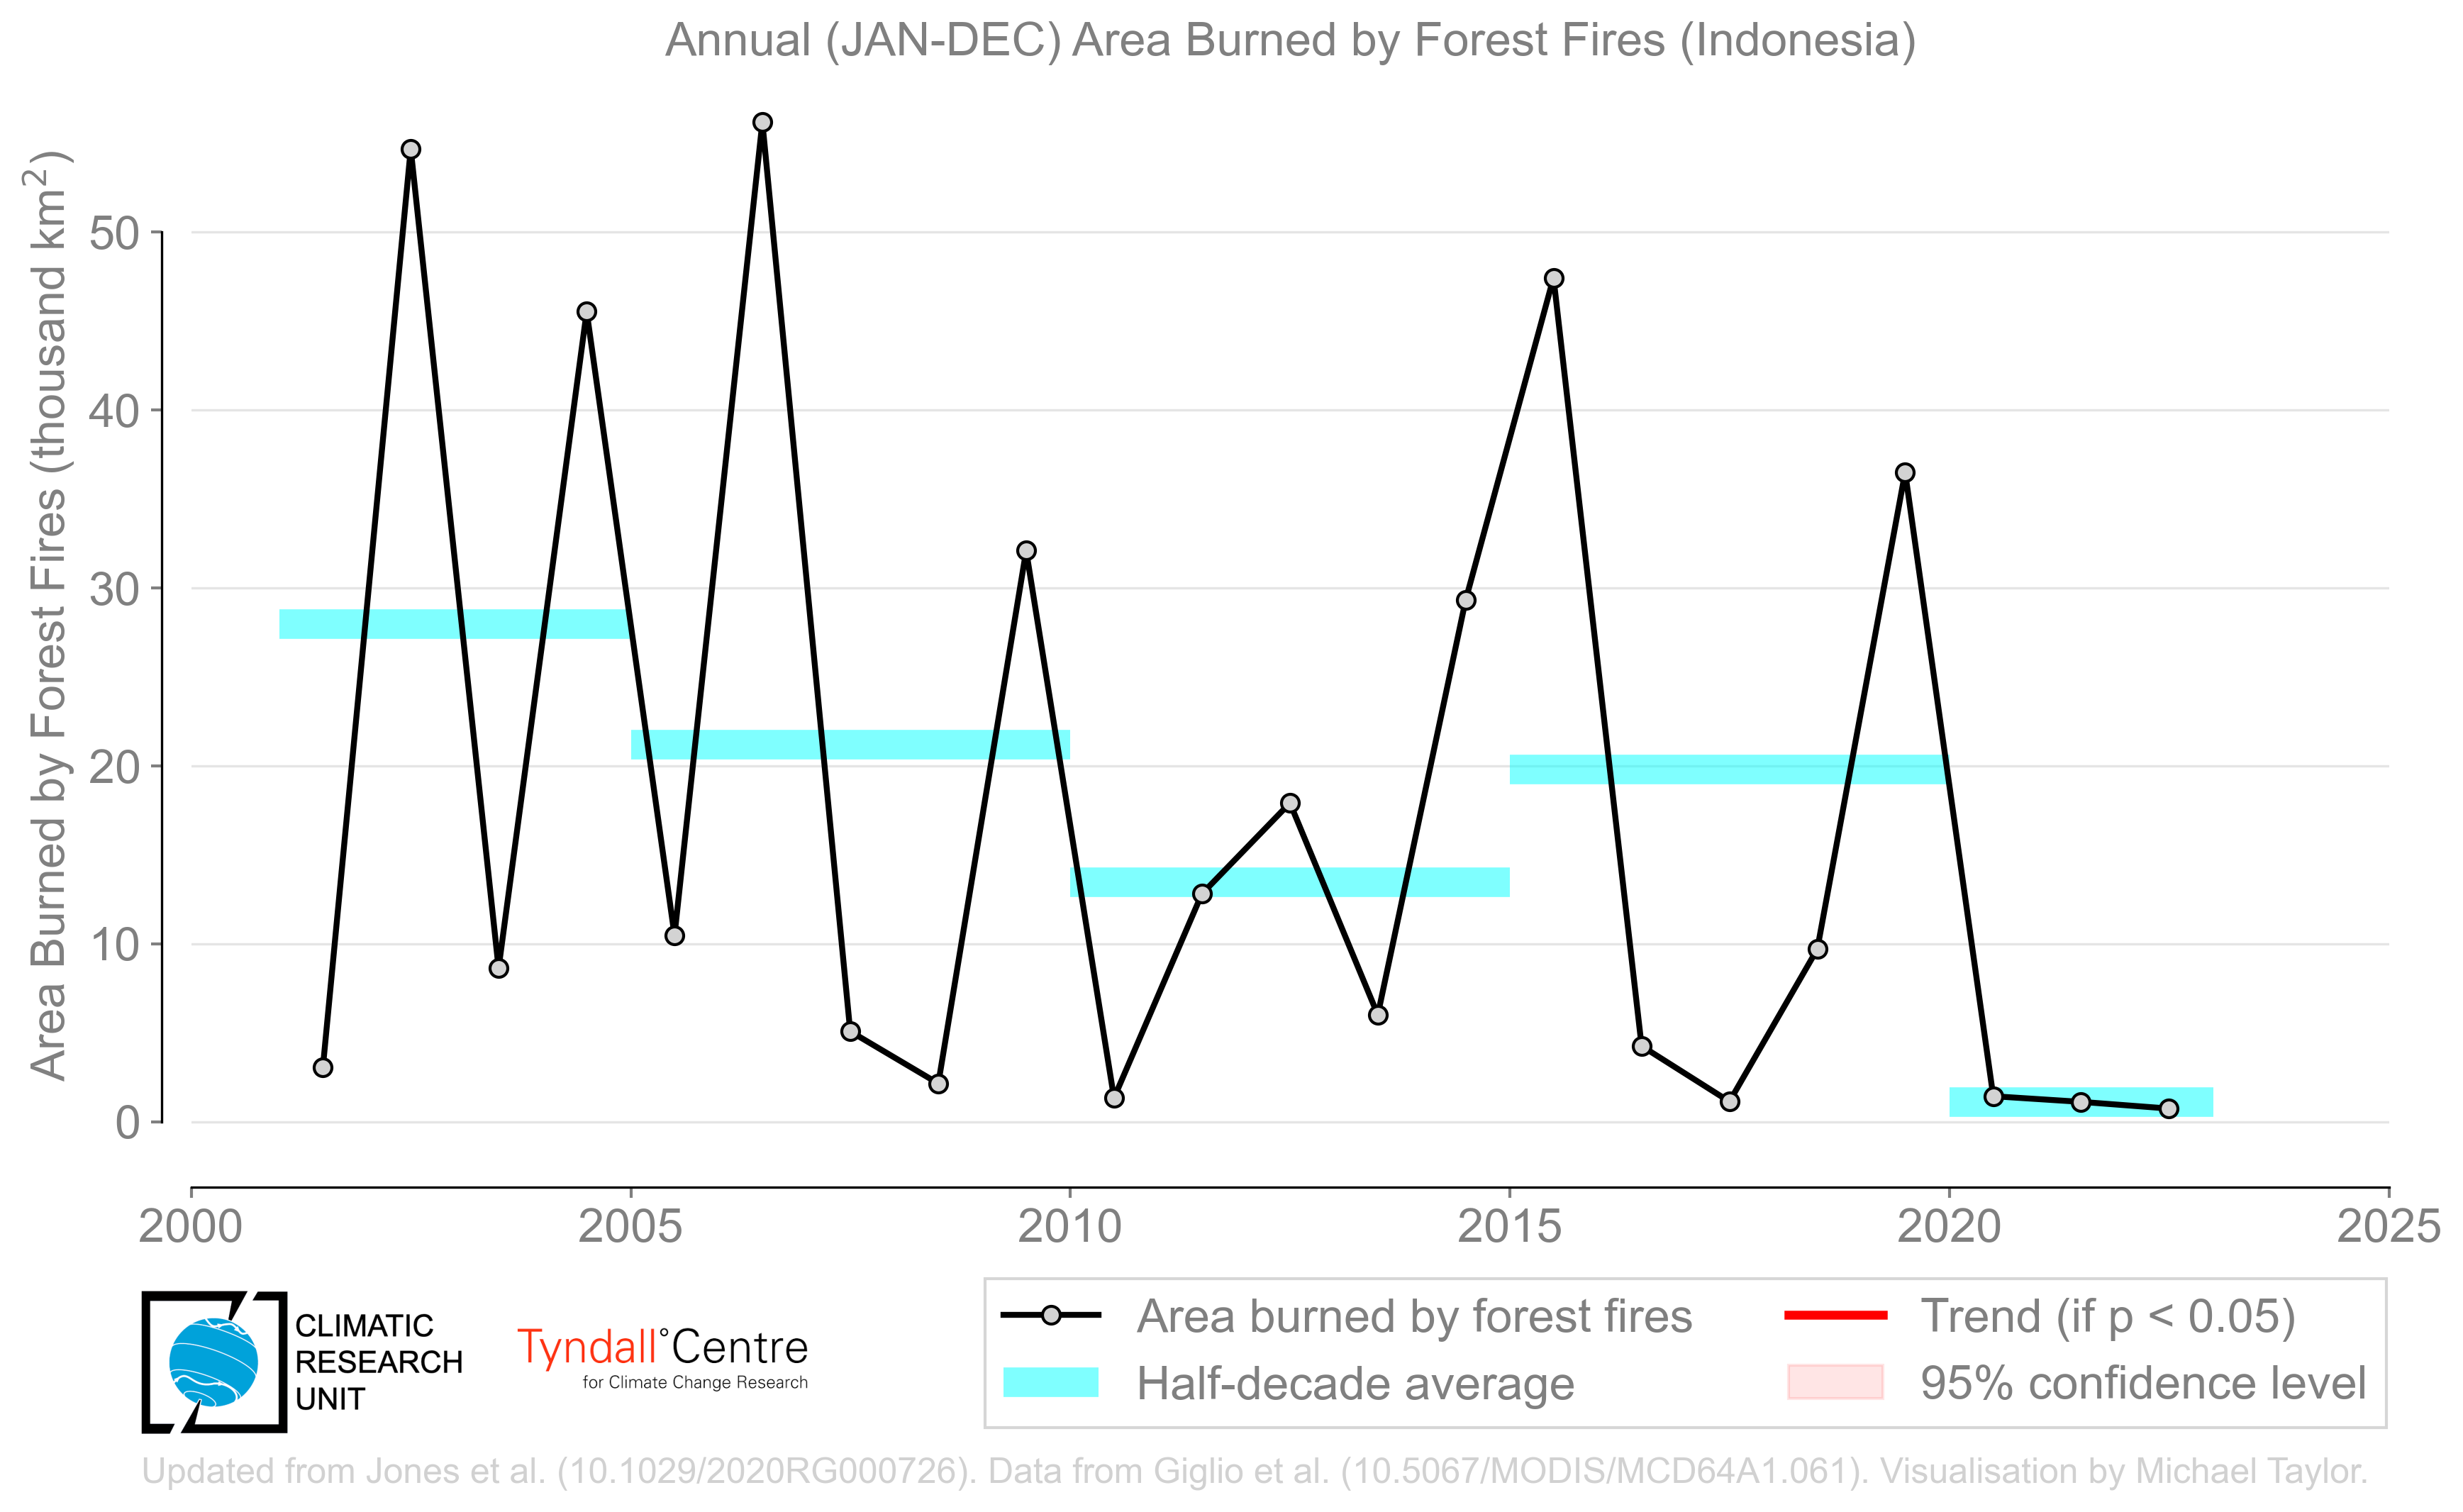 Annual (JAN-DEC) Area Burned by Forest Fires (Indonesia)
Area Burned by Forest Fires (thousand km²)
50
40
30
20
10
0
2000 2005 2010 2015 2020 2025
CLIMATIC
RESEARCH
UNIT
Tyndall°Centre
for Climate Change Research
Area burned by forest fires
Half-decade average
Trend (if p < 0.05)
95% confidence level
Updated from Jones et al. (10.1029/2020RG000726). Data from Giglio et al. (10.5067/MODIS/MCD64A1.061). Visualisation by Michael Taylor.